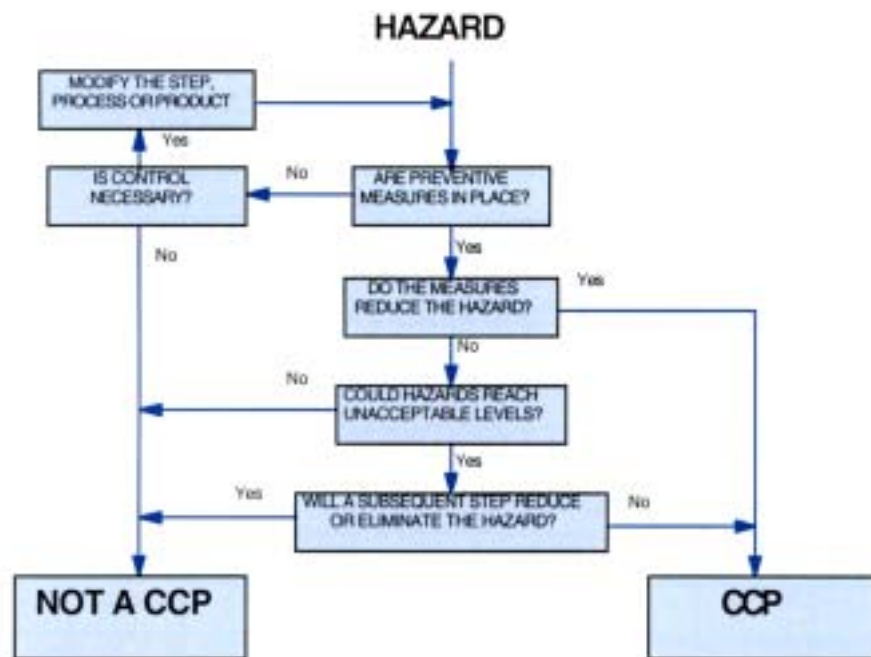 HAZARD
MODIFY THE STEP,
PROCESS OR PRODUCT
Yes
IS CONTROL
NECESSARY?
No
ARE PREVENTIVE
MEASURES IN PLACE?
No
Yes
DO THE MEASURES
REDUCE THE HAZARD?
Yes
No
No
COULD HAZARDS REACH
UNACCEPTABLE LEVELS?
Yes
Yes
WILL A SUBSEQUENT STEP REDUCE
OR ELIMINATE THE HAZARD?
No
NOT A CCP
CCP